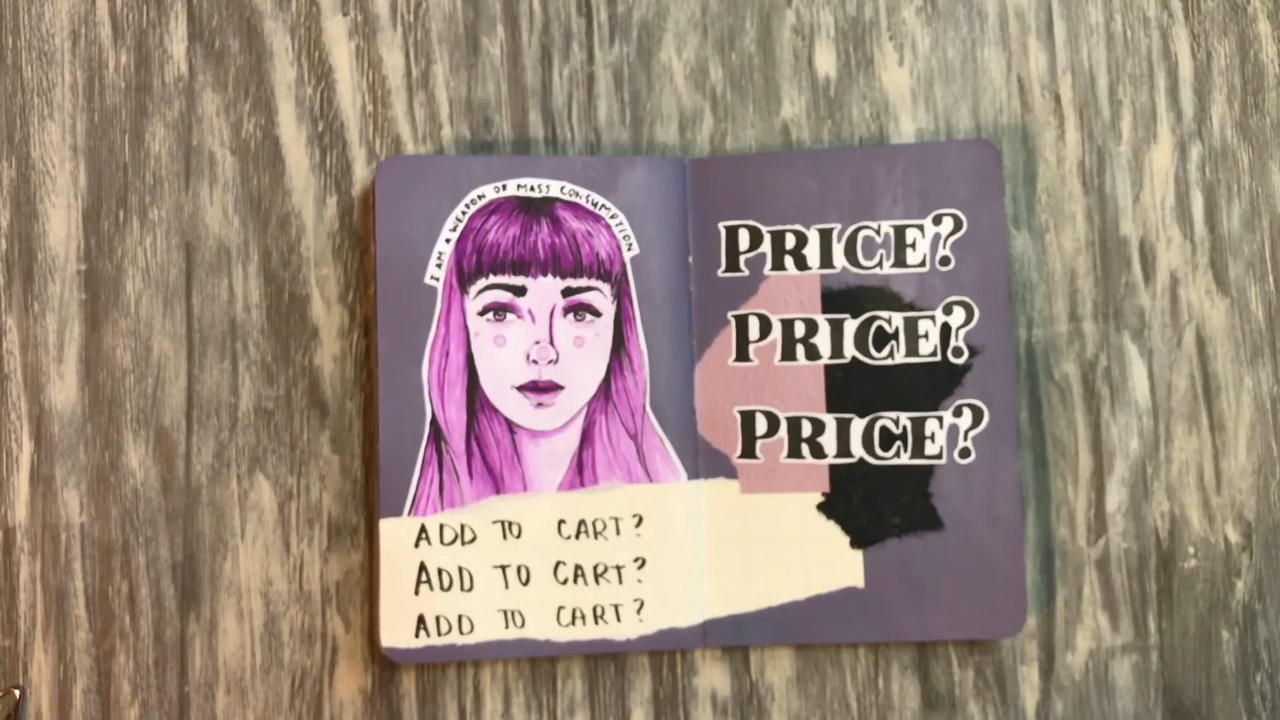 I AM A WEAPON OF MASS CONSUMPTION
ADD TO CART?
ADD TO CART?
ADD TO CART?
PRICE?
PRICE?
PRICE?